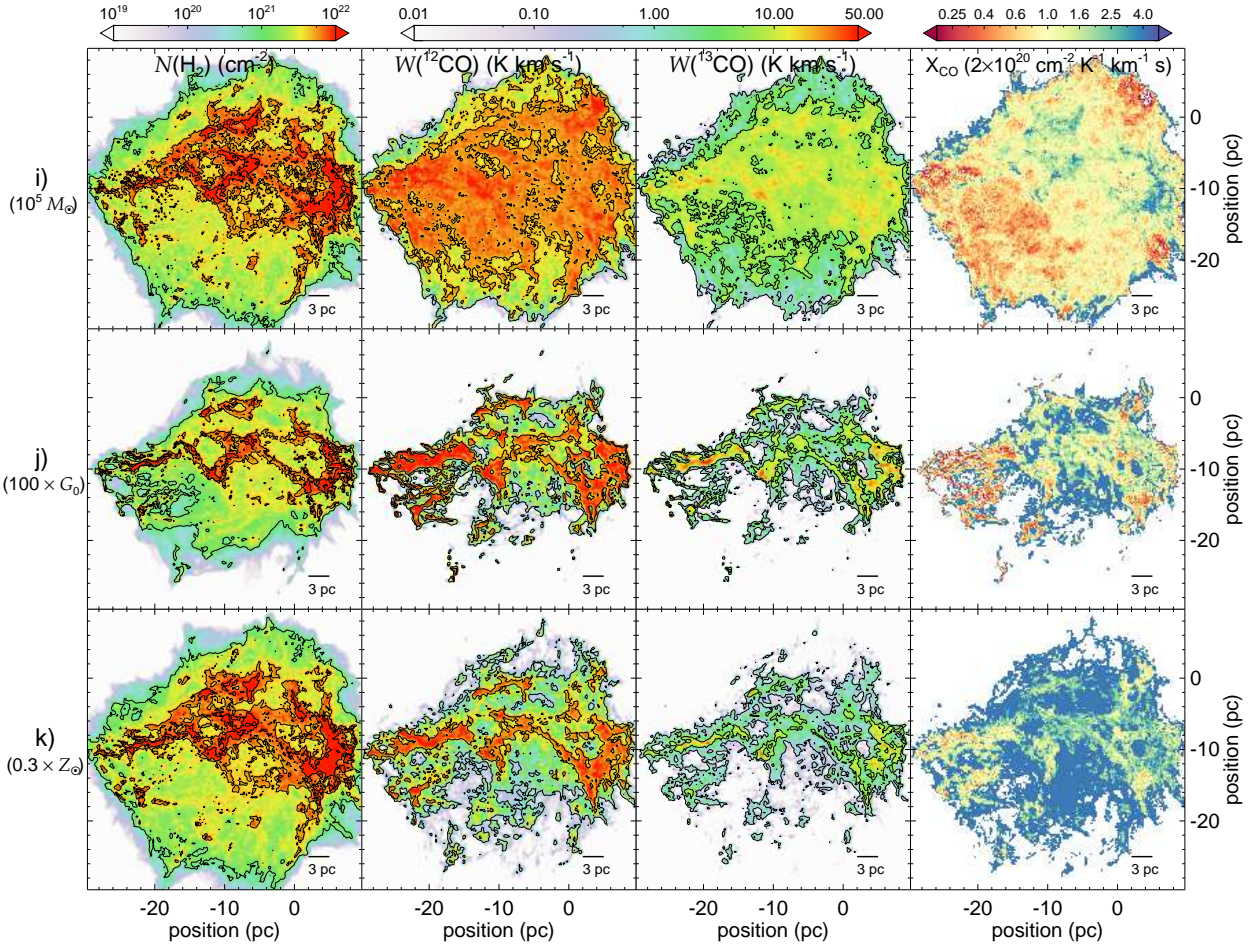 10¹⁹ 10²⁰ 10²¹ 10²² 0.01 0.10 1.00 10.00 50.00 0.25 0.4 0.6 1.0 1.6 2.5 4.0
N(H₂) (cm⁻²) W(¹²CO) (K km s⁻¹) W(¹³CO) (K km s⁻¹) X_CO (2×10²⁰ cm⁻² K⁻¹ km⁻¹ s)
i)
(10⁵ M☉)
3 pc 3 pc 3 pc 3 pc
0
-10
-20
position (pc)
j)
(100 × G₀)
3 pc 3 pc 3 pc 3 pc
0
-10
-20
position (pc)
k)
(0.3 × Z☉)
3 pc 3 pc 3 pc 3 pc
0
-10
-20
position (pc)
-20 -10 0 -20 -10 0 -20 -10 0 -20 -10 0
position (pc) position (pc) position (pc) position (pc)